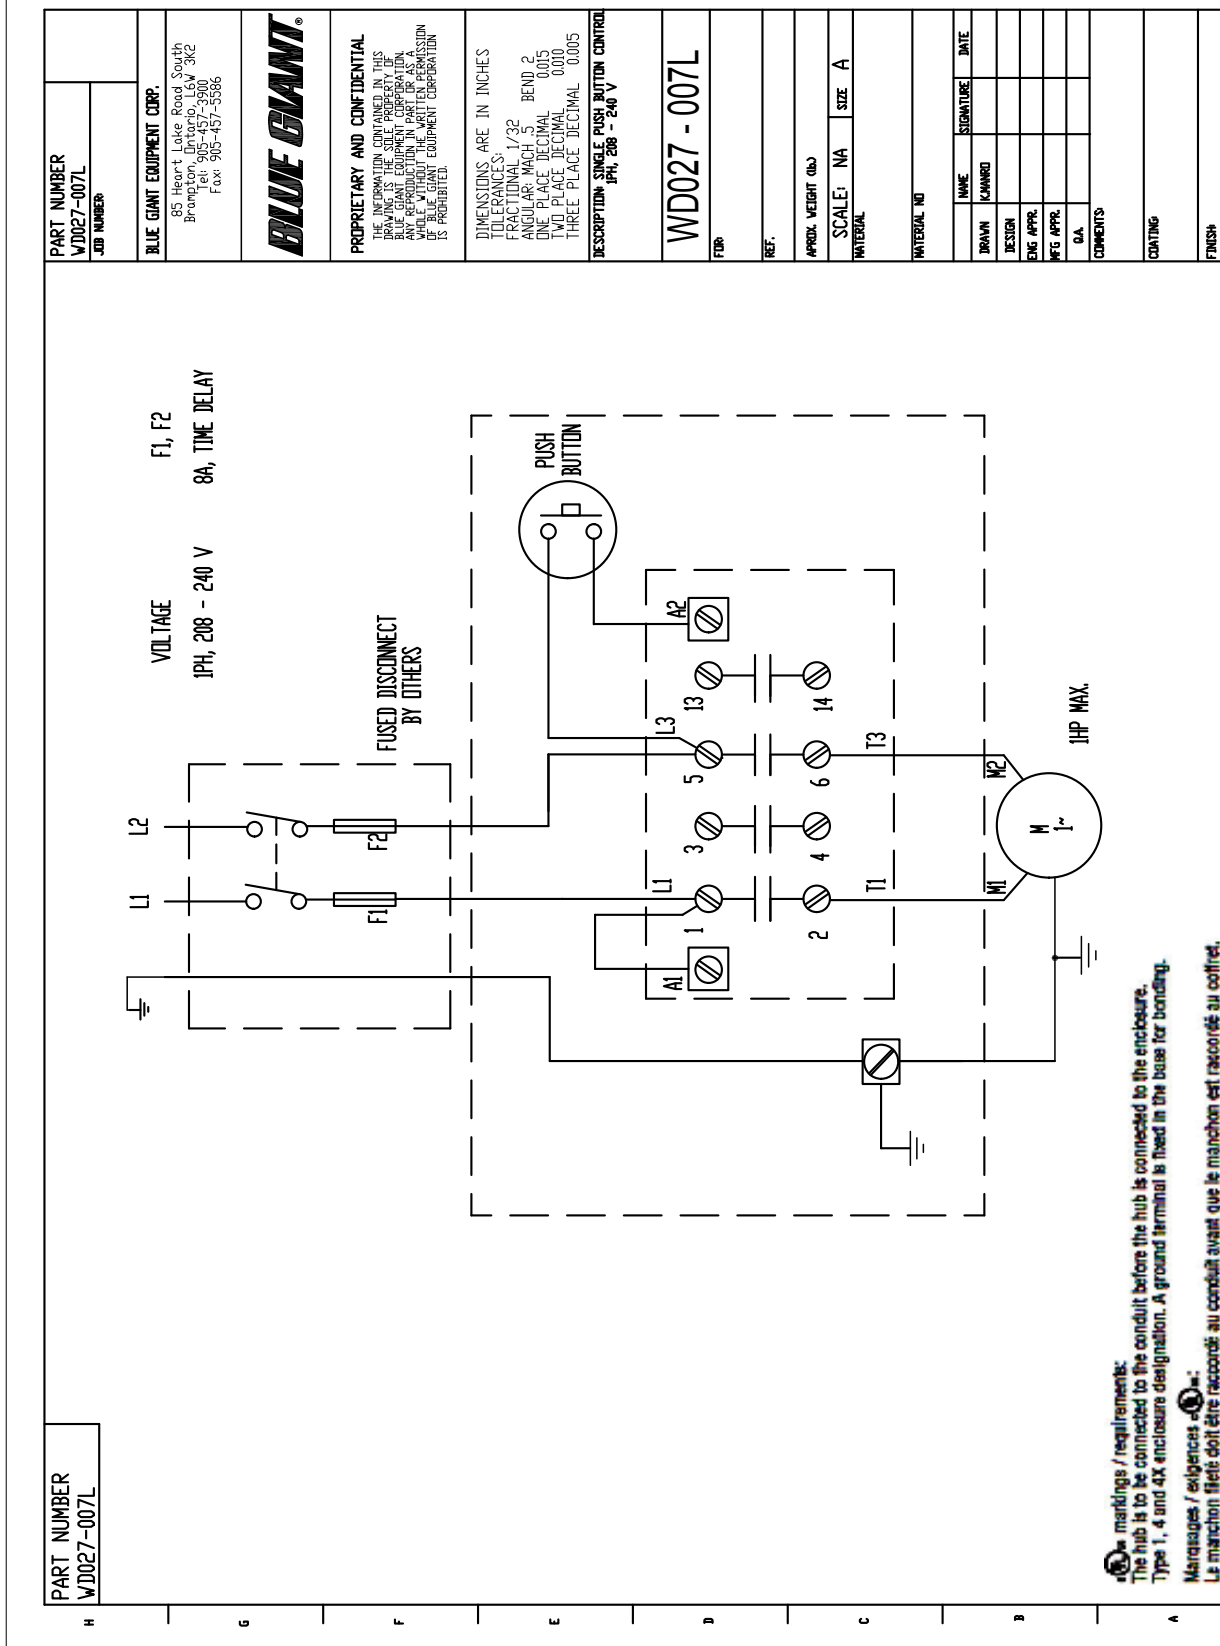 PART NUMBER
WD027-007L
PART NUMBER
WD027-007L
JOB NUMBER:
BLUE GIANT EQUIPMENT CORP.
85 Heart Lake Road South
Brampton, Ontario, L6W 3K2
Tel: 905-457-3900
Fax: 905-457-5586
BLUE GIANT®
PROPRIETARY AND CONFIDENTIAL
THE INFORMATION CONTAINED IN THIS
DRAWING IS THE SOLE PROPERTY OF
BLUE GIANT EQUIPMENT CORPORATION.
ANY REPRODUCTION IN PART OR AS A
WHOLE WITHOUT THE WRITTEN PERMISSION
OF BLUE GIANT EQUIPMENT CORPORATION
IS PROHIBITED.
DIMENSIONS ARE IN INCHES
TOLERANCES:
FRACTIONAL 1/32
ANGULAR: MACH .5 BEND 2
ONE PLACE DECIMAL 0.015
TWO PLACE DECIMAL 0.010
THREE PLACE DECIMAL 0.005
DESCRIPTION: SINGLE PUSH BUTTON CONTROL
1PH, 208 - 240 V
WD027 - 007L
FOR:
REF.
APROX. WEIGHT (lb.)
SCALE: NA SIZE A
MATERIAL
MATERIAL NO
NAME SIGNATURE DATE
DRAWN K.MANRO
DESIGN
ENG APPR.
MFG APPR.
Q.A.
COMMENTS:
COATING:
FINISH:
VOLTAGE F1, F2
1PH, 208 - 240 V 8A, TIME DELAY
L1 L2
F1 F2
FUSED DISCONNECT
BY OTHERS
PUSH
BUTTON
L1 L3
A1 1 3 5 13 A2
2 4 6 14
T1 T3
M1 M2
M
1~
1HP MAX.
c UL us markings / requirements:
The hub is to be connected to the conduit before the hub is connected to the enclosure.
Type 1, 4 and 4X enclosure designation. A ground terminal is fixed in the base for bonding.
Marquages / exigences c UL us:
Le manchon fileté doit être raccordé au conduit avant que le manchon est raccordé au coffret.
H
G
F
E
D
C
B
A